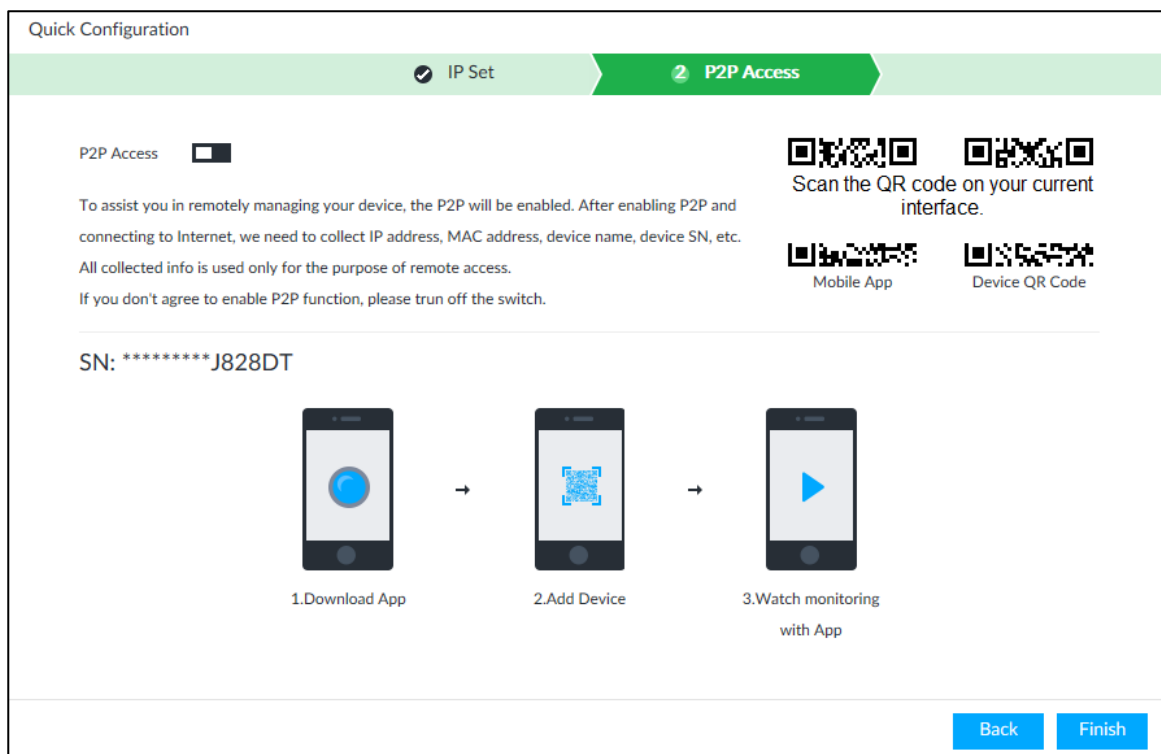 Quick Configuration
IP Set
2 P2P Access
P2P Access
To assist you in remotely managing your device, the P2P will be enabled. After enabling P2P and
connecting to Internet, we need to collect IP address, MAC address, device name, device SN, etc.
All collected info is used only for the purpose of remote access.
If you don't agree to enable P2P function, please trun off the switch.
Scan the QR code on your current
interface.
Mobile App
Device QR Code
SN: *********J828DT
1.Download App
2.Add Device
3.Watch monitoring
with App
Back
Finish